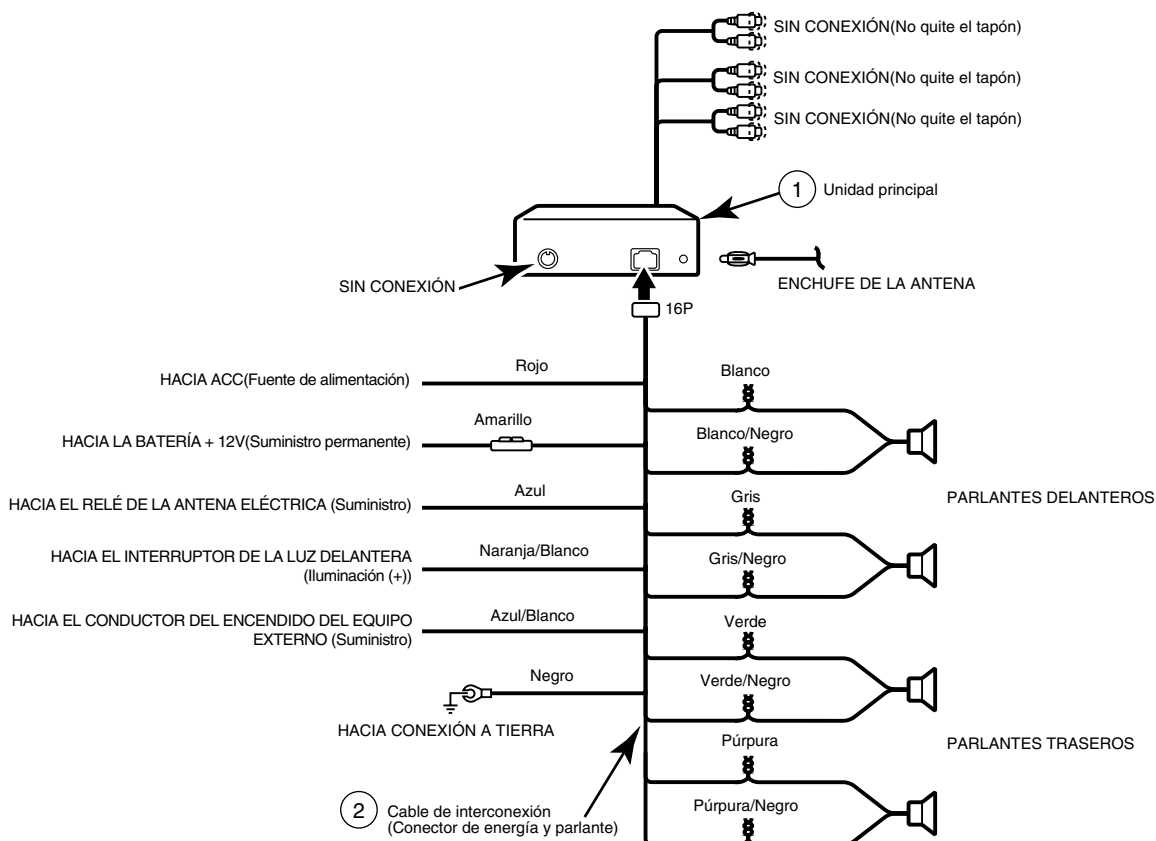 SIN CONEXIÓN(No quite el tapón)
SIN CONEXIÓN(No quite el tapón)
SIN CONEXIÓN(No quite el tapón)
1 Unidad principal
SIN CONEXIÓN
ENCHUFE DE LA ANTENA
16P
Rojo
HACIA ACC(Fuente de alimentación)
Blanco
Amarillo
HACIA LA BATERÍA + 12V(Suministro permanente)
Blanco/Negro
Azul
HACIA EL RELÉ DE LA ANTENA ELÉCTRICA (Suministro)
Gris
PARLANTES DELANTEROS
Naranja/Blanco
HACIA EL INTERRUPTOR DE LA LUZ DELANTERA
(Iluminación (+))
Gris/Negro
Azul/Blanco
HACIA EL CONDUCTOR DEL ENCENDIDO DEL EQUIPO
EXTERNO (Suministro)
Verde
Negro
Verde/Negro
HACIA CONEXIÓN A TIERRA
Púrpura
PARLANTES TRASEROS
2 Cable de interconexión
(Conector de energía y parlante)
Púrpura/Negro